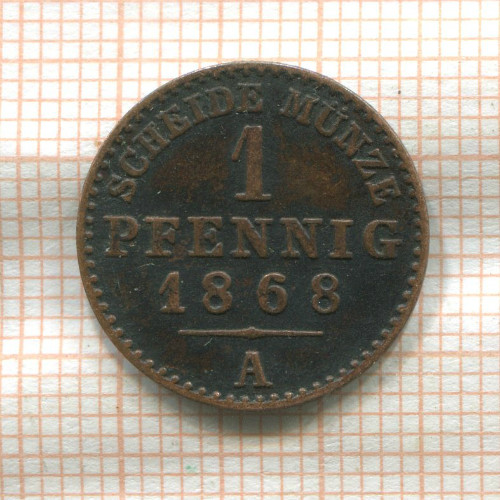 SCHEIDE MÜNZE
1
PFENNIG
1868
A